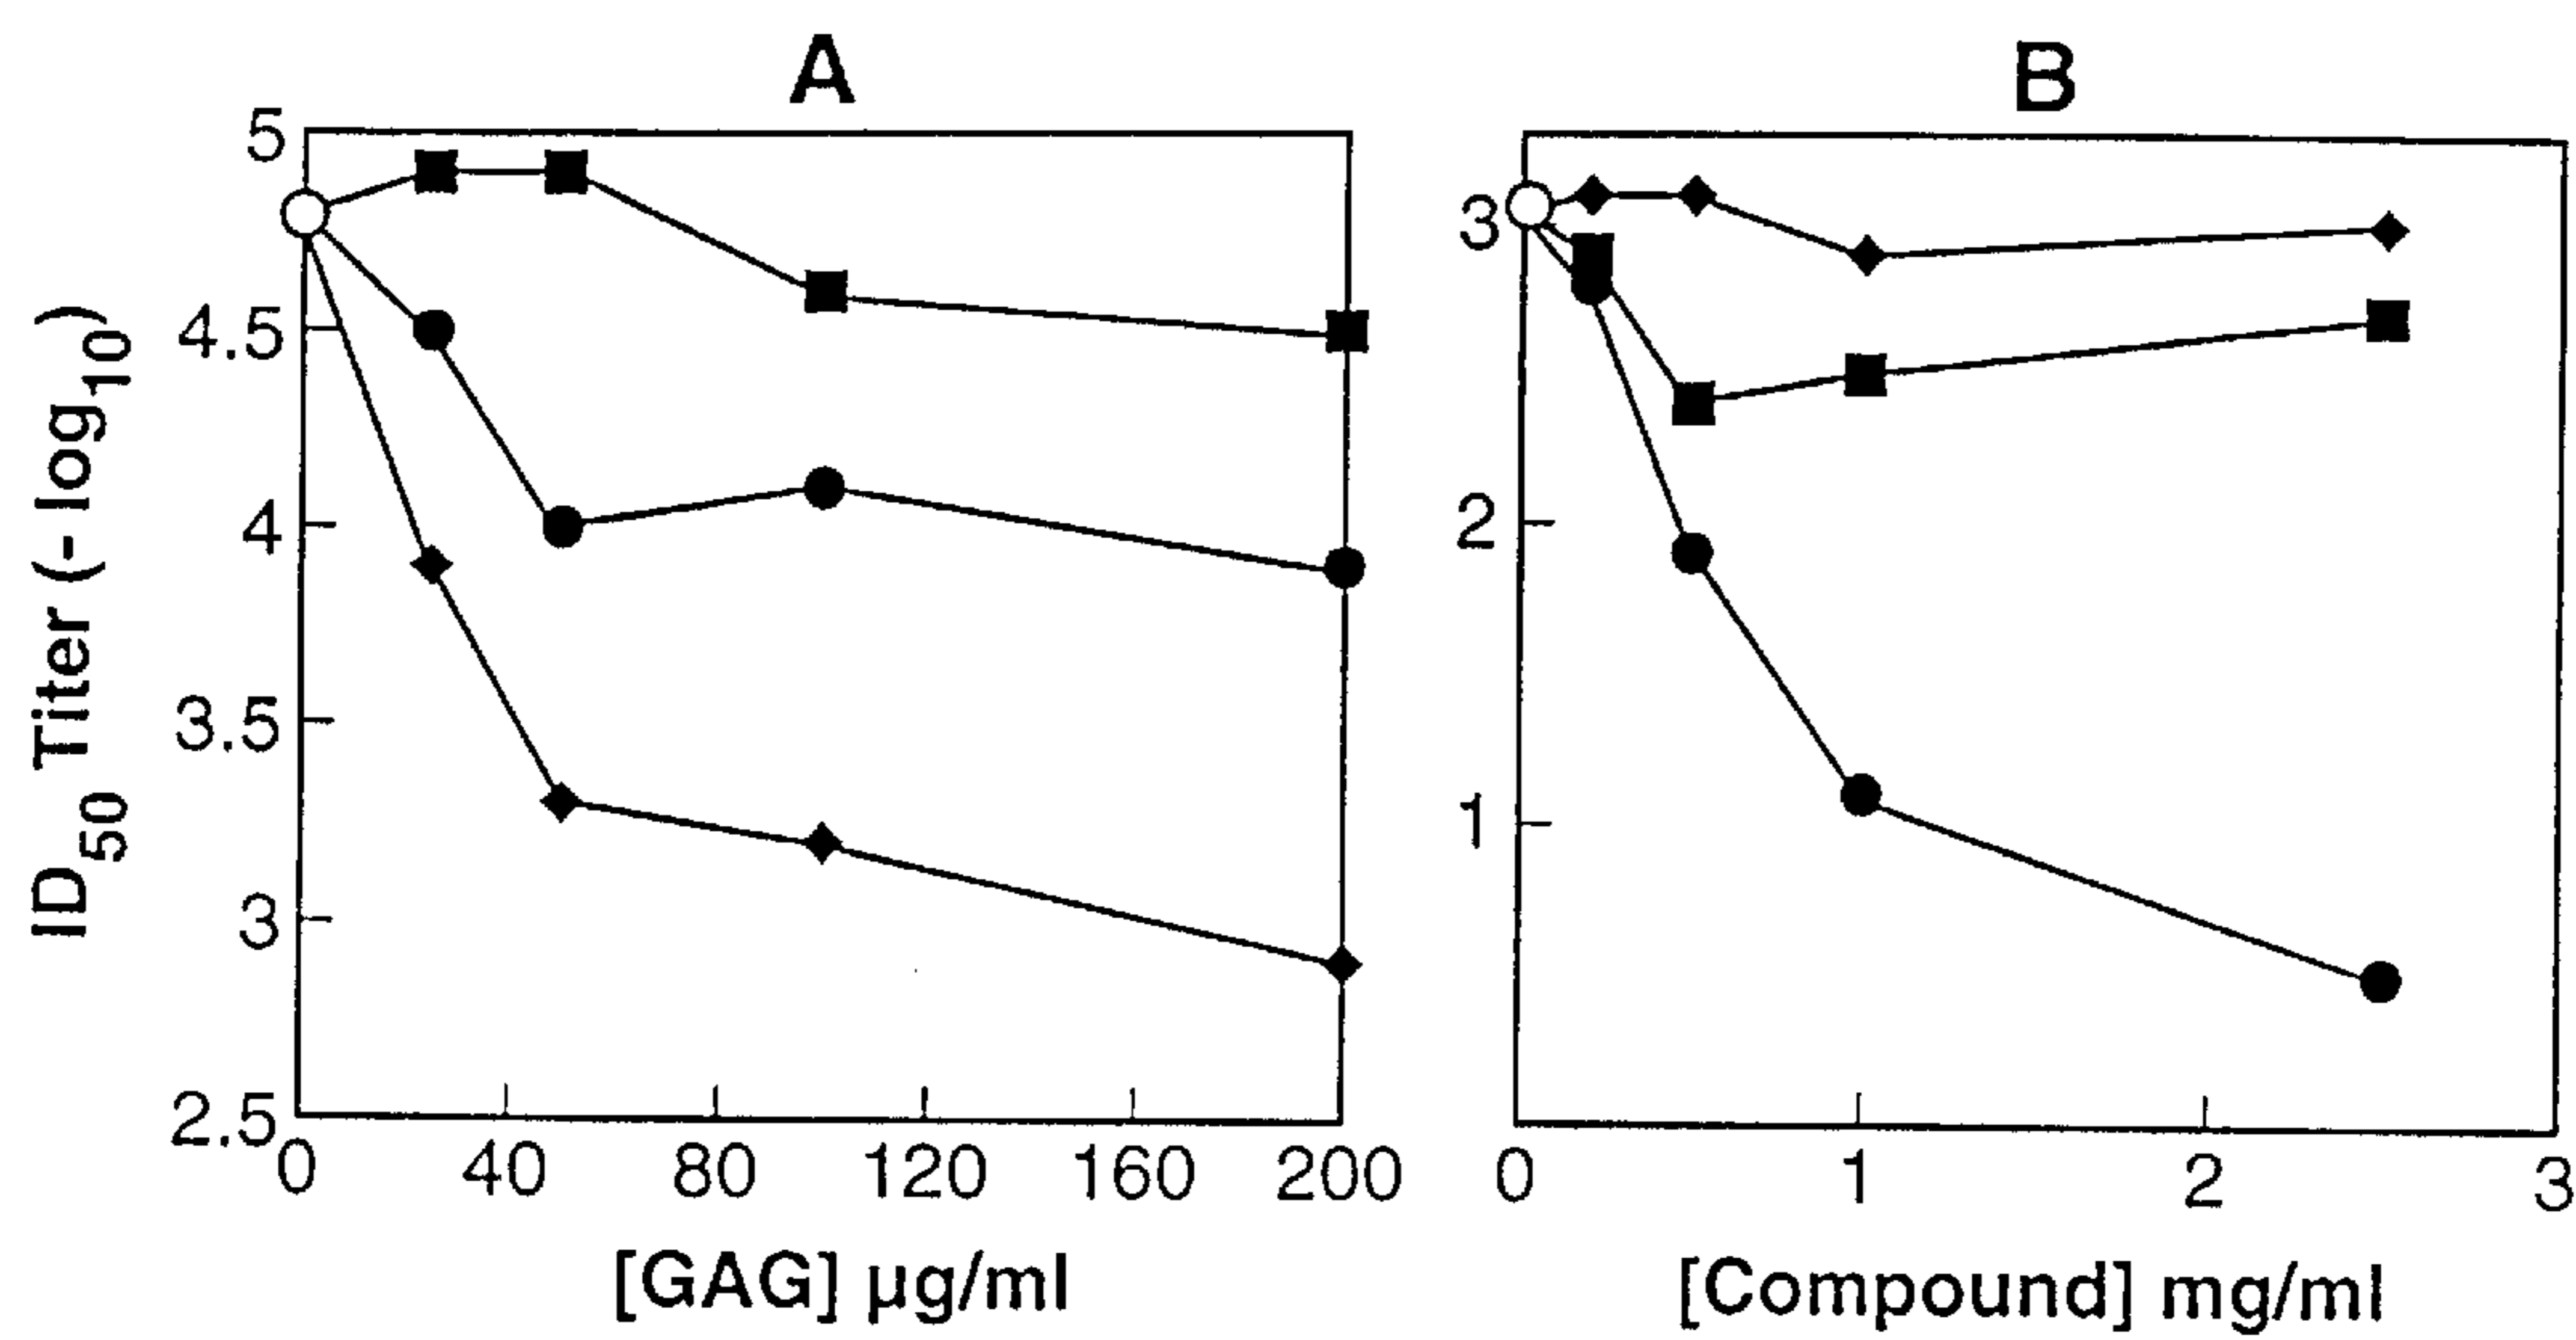 A
B
ID50 Titer (- log10)
5
4.5
4
3.5
3
2.5
0 40 80 120 160 200
[GAG] µg/ml
3
2
1
0 1 2 3
[Compound] mg/ml